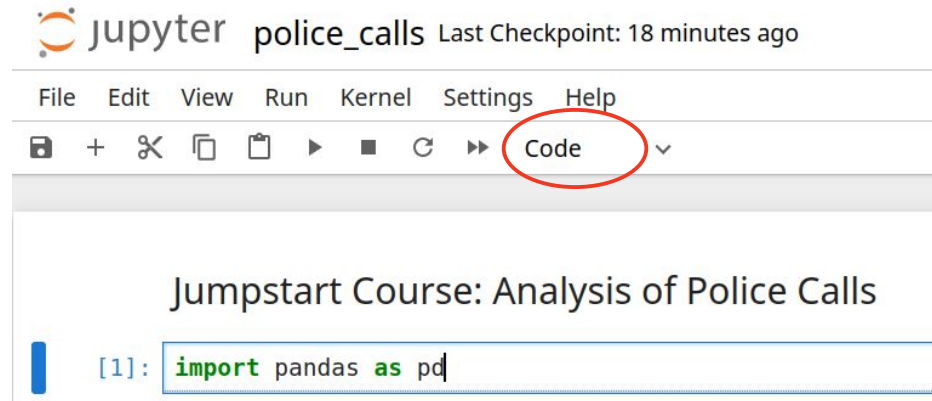 jupyter police_calls Last Checkpoint: 18 minutes ago
File Edit View Run Kernel Settings Help
Code
Jumpstart Course: Analysis of Police Calls
[1]: import pandas as pd